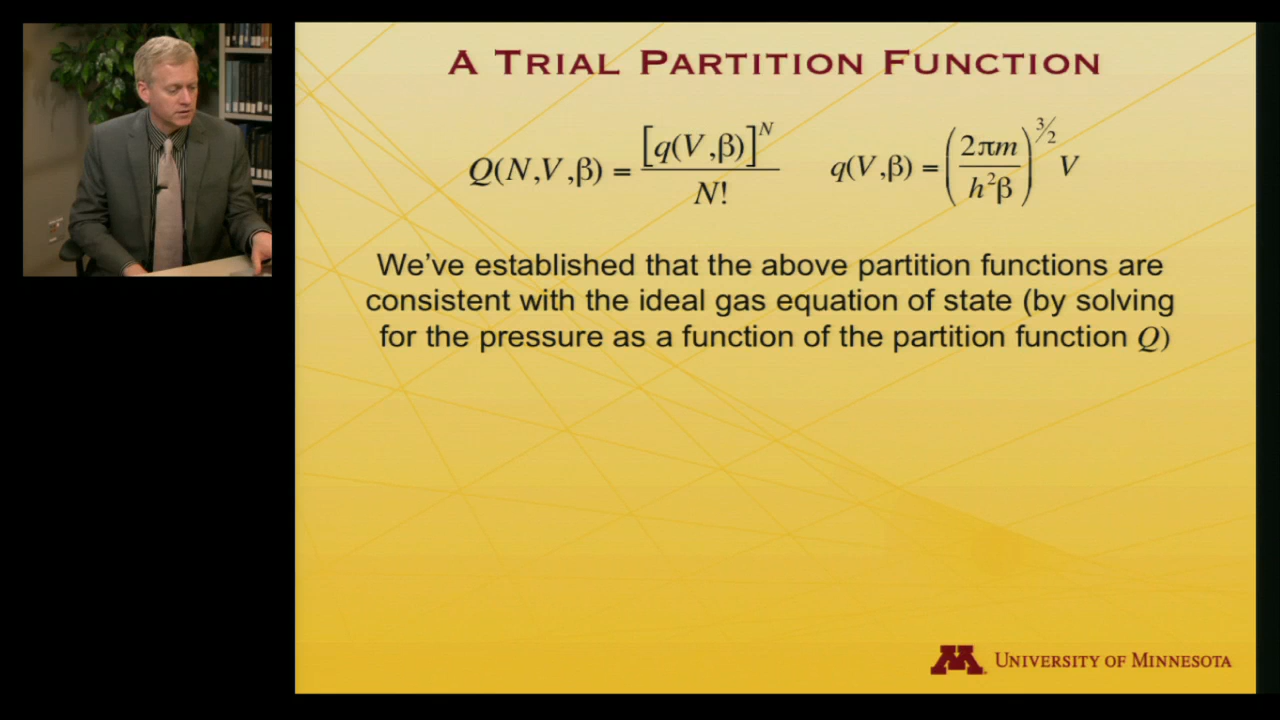 A TRIAL PARTITION FUNCTION
Q(N,V,β) = [q(V,β)]^N / N!   q(V,β) = (2πm / h²β)^{3/2} V
We've established that the above partition functions are
consistent with the ideal gas equation of state (by solving
for the pressure as a function of the partition function Q)
M UNIVERSITY OF MINNESOTA